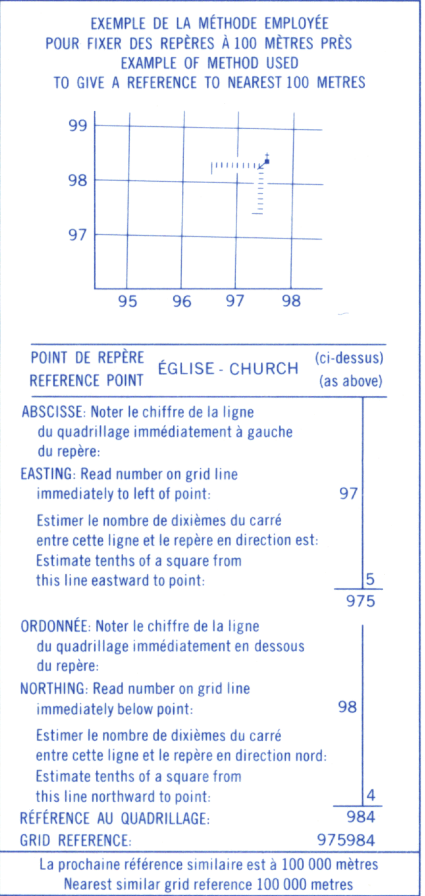 EXEMPLE DE LA MÉTHODE EMPLOYÉE
POUR FIXER DES REPÈRES À 100 MÈTRES PRÈS
EXAMPLE OF METHOD USED
TO GIVE A REFERENCE TO NEAREST 100 METRES
99
98
97
95 96 97 98
POINT DE REPÈRE
REFERENCE POINT
ÉGLISE - CHURCH
(ci-dessus)
(as above)
ABSCISSE: Noter le chiffre de la ligne
du quadrillage immédiatement à gauche
du repère:
EASTING: Read number on grid line
immediately to left of point: 97
Estimer le nombre de dixièmes du carré
entre cette ligne et le repère en direction est:
Estimate tenths of a square from
this line eastward to point: 5
975
ORDONNÉE: Noter le chiffre de la ligne
du quadrillage immédiatement en dessous
du repère:
NORTHING: Read number on grid line
immediately below point: 98
Estimer le nombre de dixièmes du carré
entre cette ligne et le repère en direction nord:
Estimate tenths of a square from
this line northward to point: 4
RÉFÉRENCE AU QUADRILLAGE: 984
GRID REFERENCE: 975984
La prochaine référence similaire est à 100 000 mètres
Nearest similar grid reference 100 000 metres